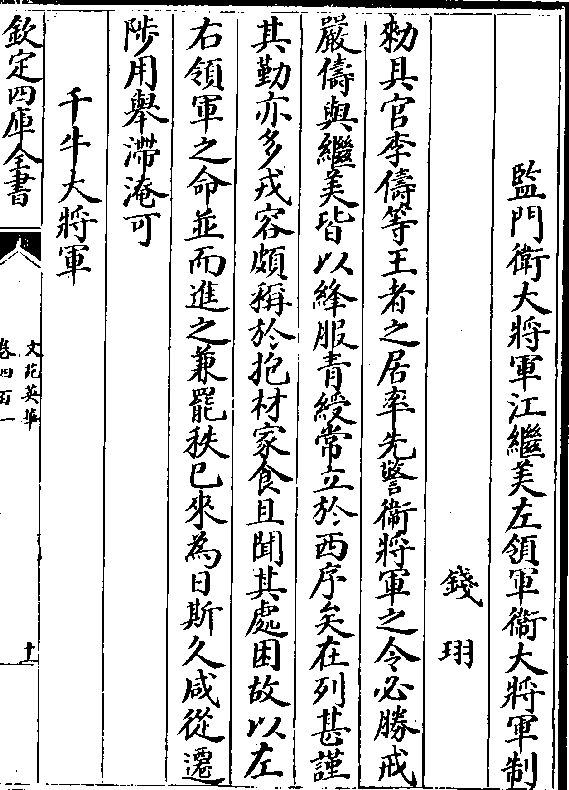 監門衛大將軍江繼美左領軍衛大將軍制
錢珝
勑具官李儔等王者之居率先警衛將軍之令必勝戒
嚴儔與繼美皆以絳服青綬常立於西序矣在列甚謹
其勤亦多戎容頗稱於抱材家食且聞其處困故以左
右領軍之命並而進之兼罷秩已來為日斯久咸從遷
陟用舉滯淹可
千牛大將軍
欽定四庫全書
文苑英華
卷四百一
十